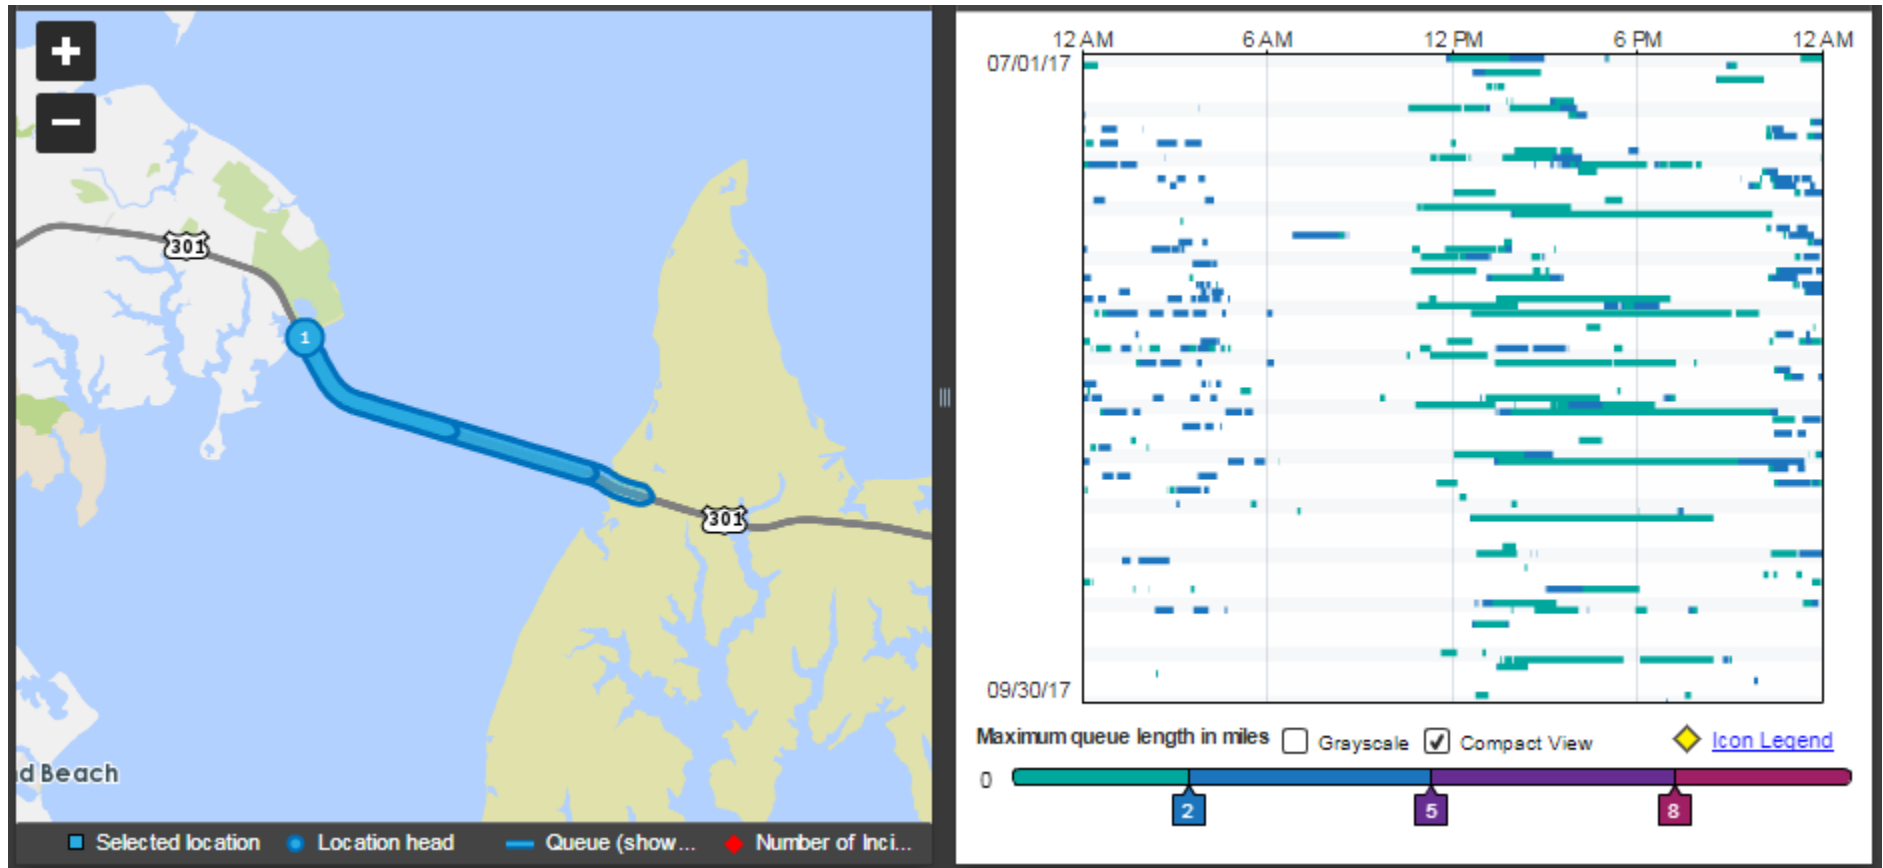 +
−
301
1
301
d Beach
Selected location
Location head
Queue (show...
Number of Inci...
12 AM 6 AM 12 PM 6 PM 12 AM
07/01/17
09/30/17
Maximum queue length in miles Grayscale Compact View Icon Legend
0
2 5 8